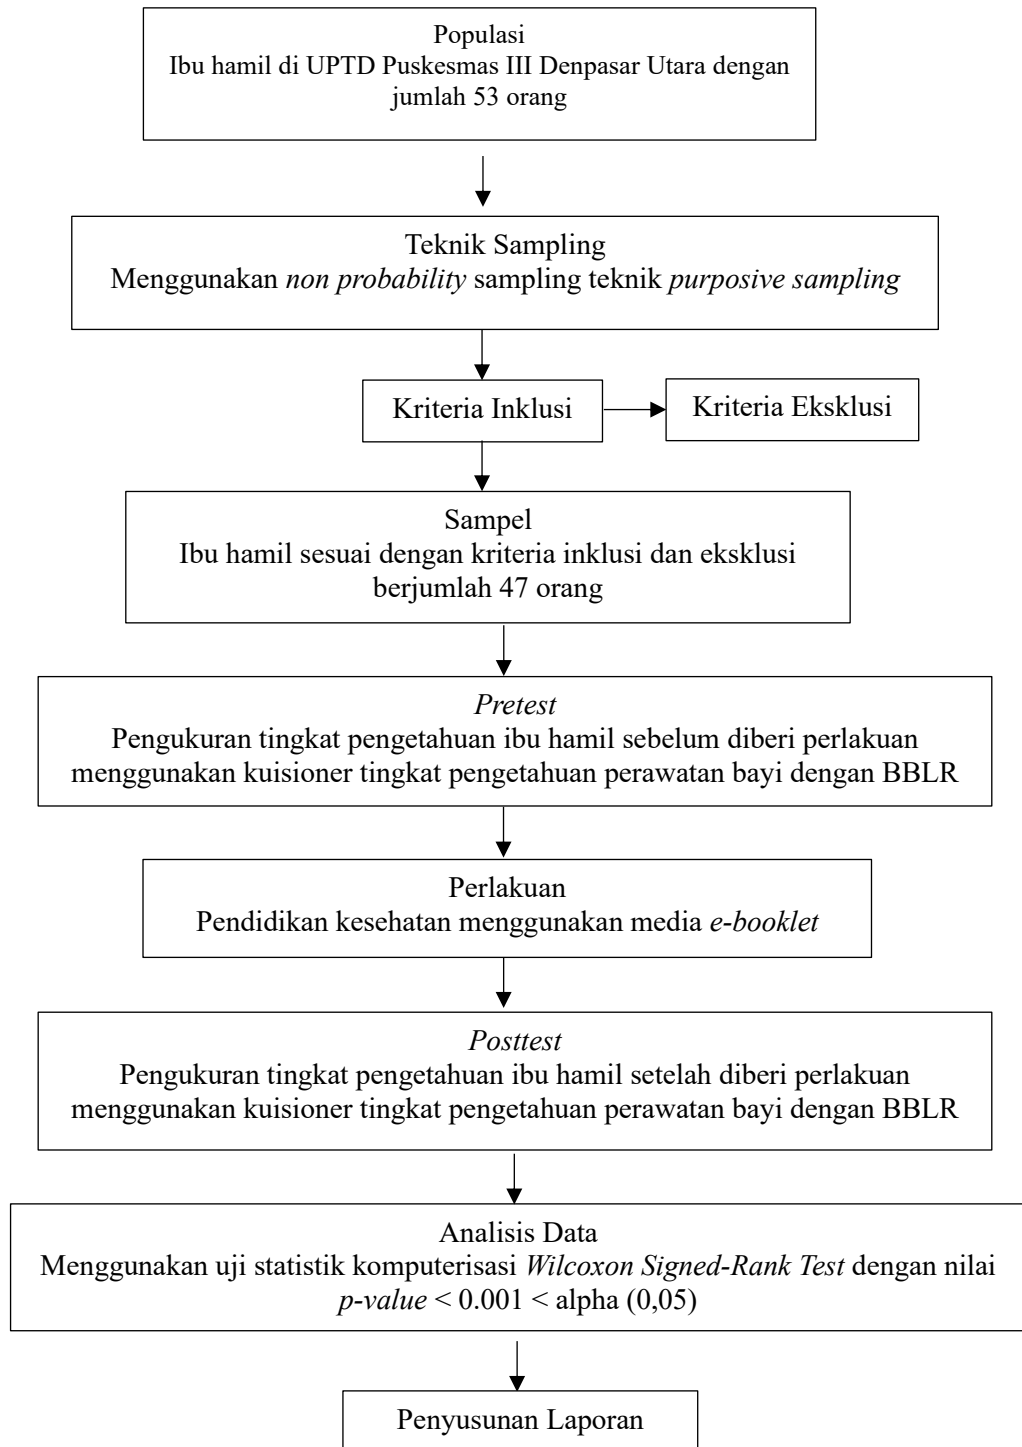 Populasi
Ibu hamil di UPTD Puskesmas III Denpasar Utara dengan
jumlah 53 orang
Teknik Sampling
Menggunakan non probability sampling teknik purposive sampling
Kriteria Inklusi
Kriteria Eksklusi
Sampel
Ibu hamil sesuai dengan kriteria inklusi dan eksklusi
berjumlah 47 orang
Pretest
Pengukuran tingkat pengetahuan ibu hamil sebelum diberi perlakuan
menggunakan kuisioner tingkat pengetahuan perawatan bayi dengan BBLR
Perlakuan
Pendidikan kesehatan menggunakan media e-booklet
Posttest
Pengukuran tingkat pengetahuan ibu hamil setelah diberi perlakuan
menggunakan kuisioner tingkat pengetahuan perawatan bayi dengan BBLR
Analisis Data
Menggunakan uji statistik komputerisasi Wilcoxon Signed-Rank Test dengan nilai
p-value < 0.001 < alpha (0,05)
Penyusunan Laporan